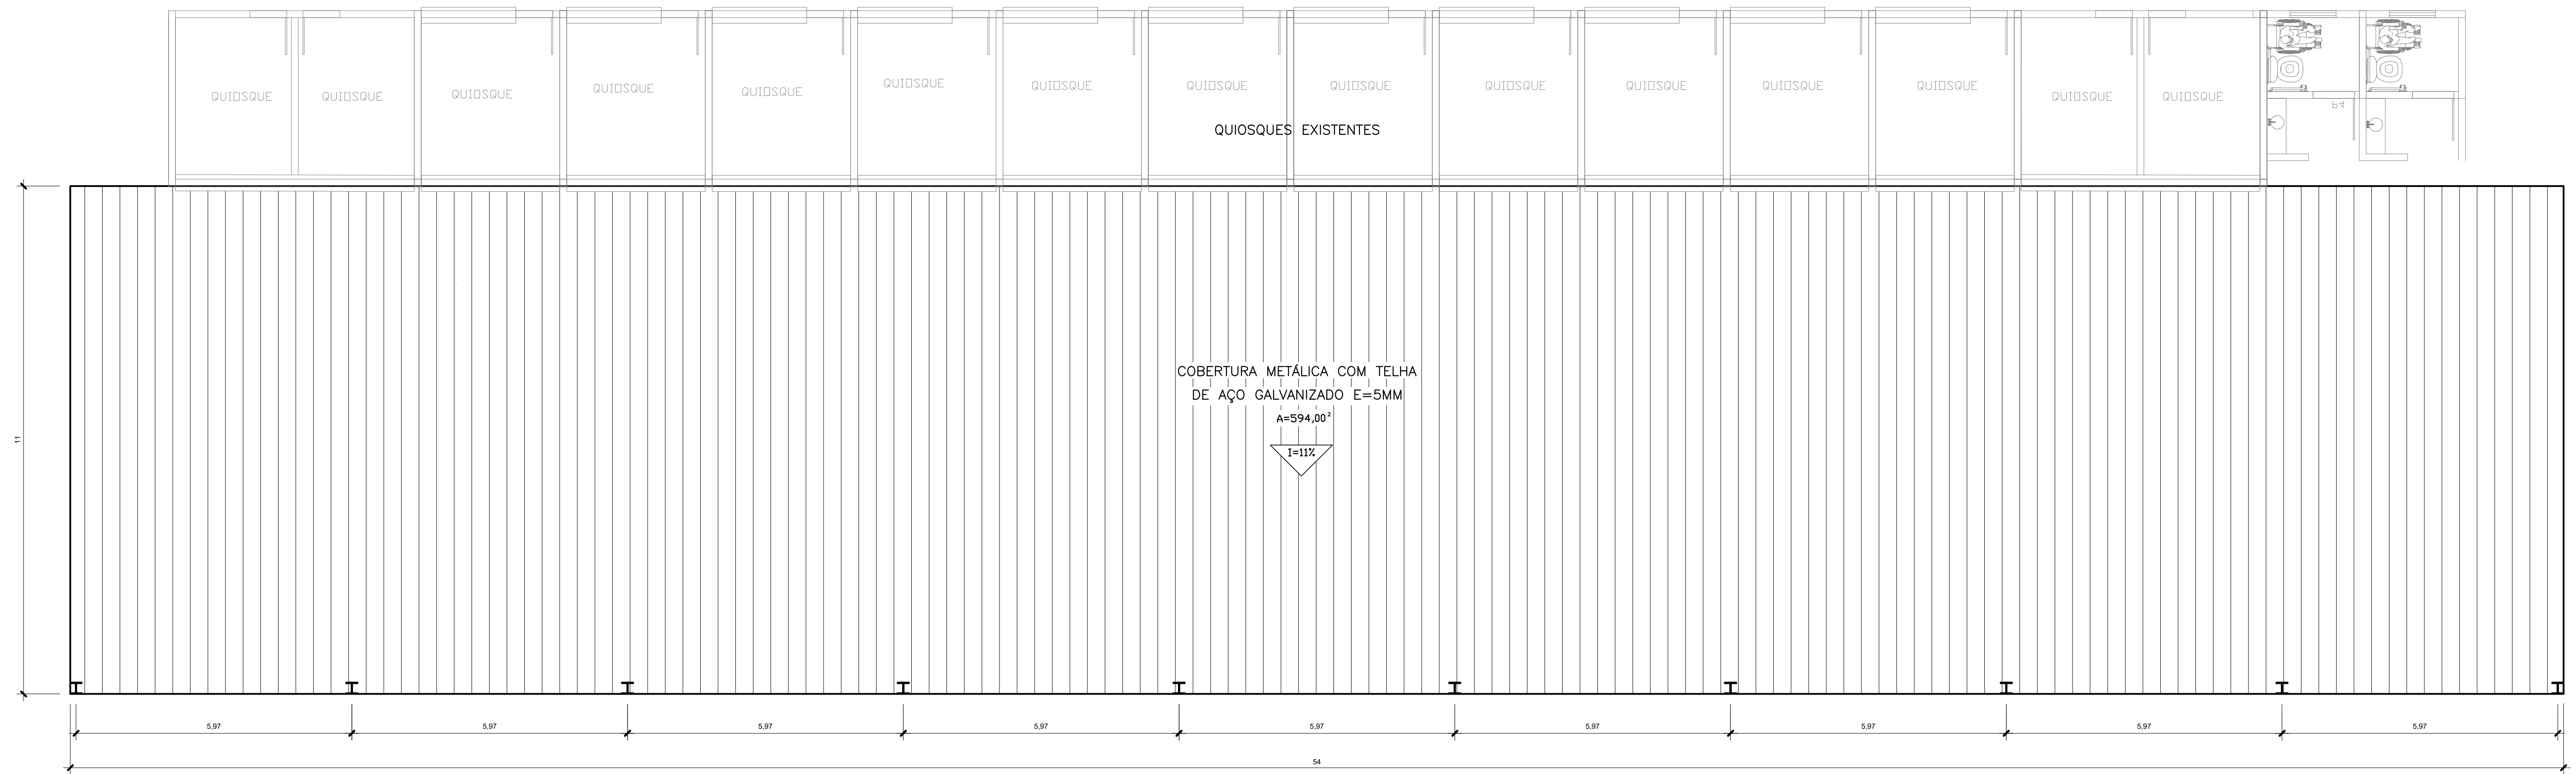 QUIOSQUE QUIOSQUE QUIOSQUE QUIOSQUE QUIOSQUE QUIOSQUE QUIOSQUE QUIOSQUE QUIOSQUE QUIOSQUE QUIOSQUE QUIOSQUE QUIOSQUE QUIOSQUE QUIOSQUE
P4
QUIOSQUES EXISTENTES
COBERTURA METÁLICA COM TELHA
DE AÇO GALVANIZADO E=5MM
A=594,00²
I=11%
11
5,97 5,97 5,97 5,97 5,97 5,97 5,97 5,97 5,97
54